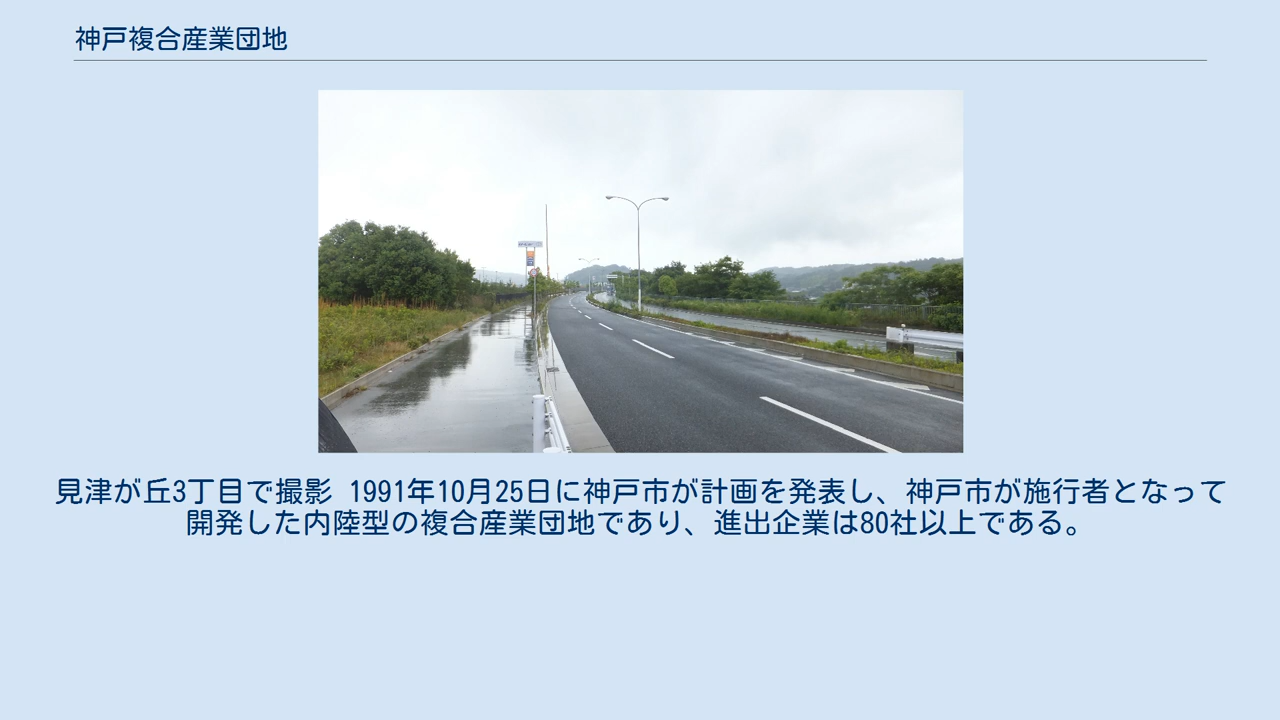 神戸複合産業団地
見津が丘3丁目で撮影 1991年10月25日に神戸市が計画を発表し、神戸市が施行者となって
開発した内陸型の複合産業団地であり、進出企業は80社以上である。